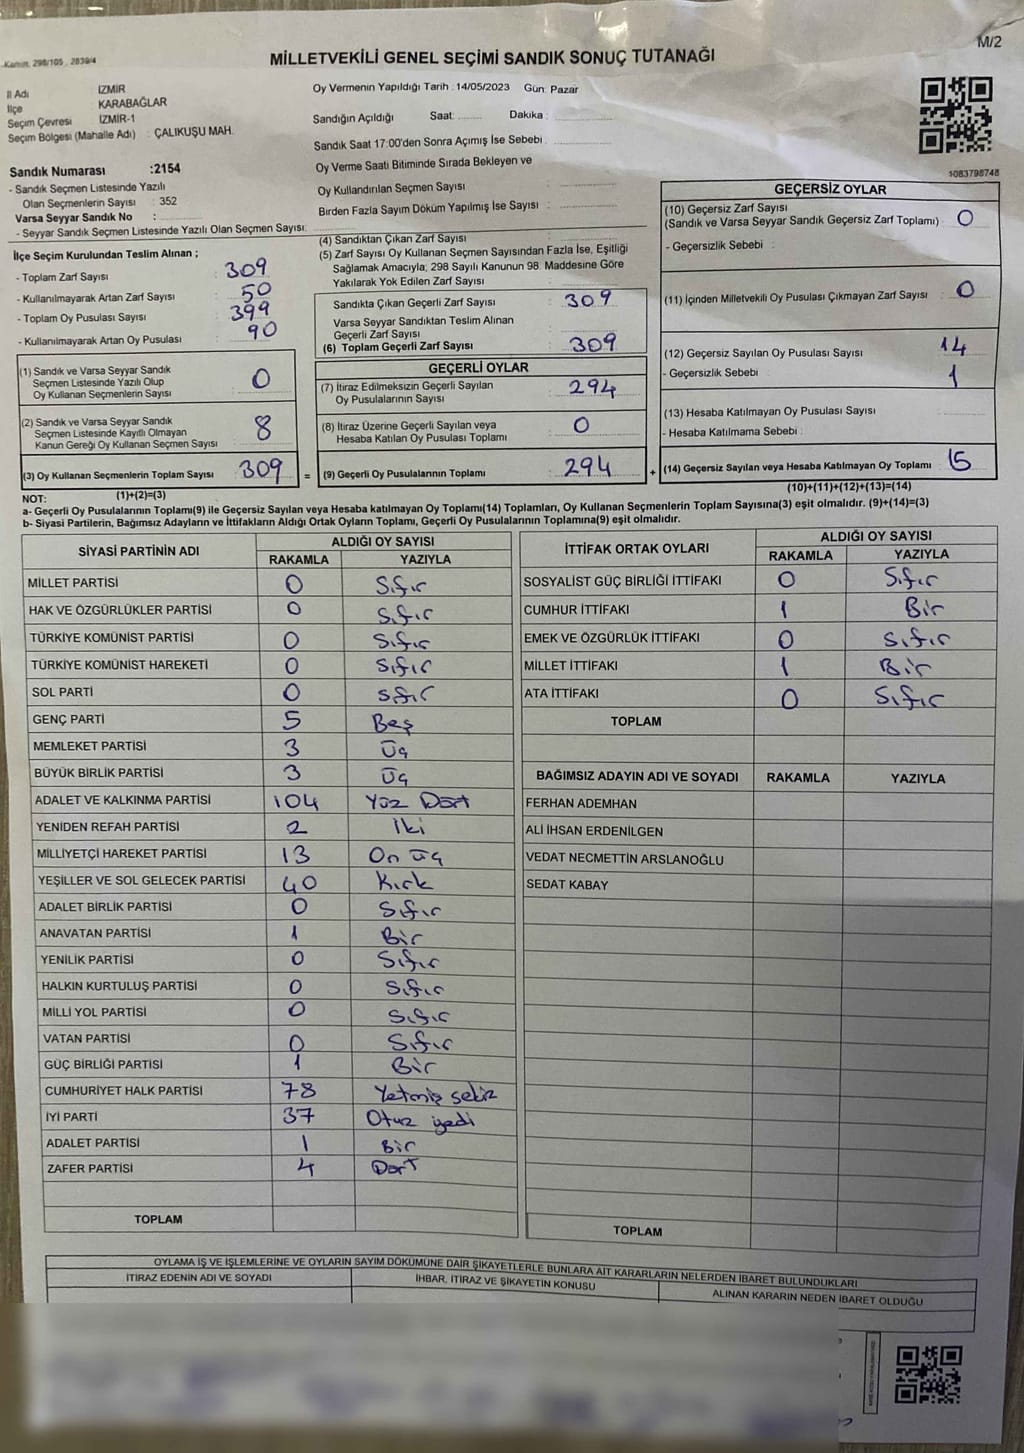 M/2
Kanun: 298/105 , 2839/4
MİLLETVEKİLİ GENEL SEÇİMİ SANDIK SONUÇ TUTANAĞI
İl Adı İZMİR
İlçe KARABAĞLAR
Seçim Çevresi İZMİR-1
Seçim Bölgesi (Mahalle Adı) : ÇALIKUŞU MAH.
Sandık Numarası :2154
- Sandık Seçmen Listesinde Yazılı
Olan Seçmenlerin Sayısı : 352
Varsa Seyyar Sandık No :
- Seyyar Sandık Seçmen Listesinde Yazılı Olan Seçmen Sayısı:
Oy Vermenin Yapıldığı Tarih : 14/05/2023 Gün: Pazar
Sandığın Açıldığı Saat: Dakika :
Sandık Saat 17:00'den Sonra Açımış İse Sebebi :
Oy Verme Saati Bitiminde Sırada Bekleyen ve
Oy Kullandırılan Seçmen Sayısı :
Birden Fazla Sayım Döküm Yapılmış İse Sayısı :
1083798748
İlçe Seçim Kurulundan Teslim Alınan ;
- Toplam Zarf Sayısı : 309
- Kullanılmayarak Artan Zarf Sayısı : 50
- Toplam Oy Pusulası Sayısı : 399
- Kullanılmayarak Artan Oy Pusulası : 90
(1) Sandık ve Varsa Seyyar Sandık
Seçmen Listesinde Yazılı Olup
Oy Kullanan Seçmenlerin Sayısı : 0
(2) Sandık ve Varsa Seyyar Sandık
Seçmen Listesinde Kayıtlı Olmayan
Kanun Gereği Oy Kullanan Seçmen Sayısı : 8
(3) Oy Kullanan Seçmenlerin Toplam Sayısı : 309
(4) Sandıktan Çıkan Zarf Sayısı :
(5) Zarf Sayısı Oy Kullanan Seçmen Sayısından Fazla İse, Eşitliği
Sağlamak Amacıyla; 298 Sayılı Kanunun 98. Maddesine Göre
Yakılarak Yok Edilen Zarf Sayısı :
Sandıkta Çıkan Geçerli Zarf Sayısı : 309
Varsa Seyyar Sandıktan Teslim Alınan
Geçerli Zarf Sayısı :
(6) Toplam Geçerli Zarf Sayısı : 309
GEÇERLİ OYLAR
(7) İtiraz Edilmeksizin Geçerli Sayılan
Oy Pusulalarının Sayısı : 294
(8) İtiraz Üzerine Geçerli Sayılan veya
Hesaba Katılan Oy Pusulası Toplamı : 0
= (9) Geçerli Oy Pusulalarının Toplamı : 294
GEÇERSİZ OYLAR
(10) Geçersiz Zarf Sayısı
(Sandık ve Varsa Seyyar Sandık Geçersiz Zarf Toplamı) : 0
- Geçersizlik Sebebi :
(11) İçinden Milletvekili Oy Pusulası Çıkmayan Zarf Sayısı : 0
(12) Geçersiz Sayılan Oy Pusulası Sayısı : 14
- Geçersizlik Sebebi : 1
(13) Hesaba Katılmayan Oy Pusulası Sayısı :
- Hesaba Katılmama Sebebi :
+ (14) Geçersiz Sayılan veya Hesaba Katılmayan Oy Toplamı : 15
NOT: (1)+(2)=(3) (10)+(11)+(12)+(13)=(14)
a- Geçerli Oy Pusulalarının Toplamı(9) ile Geçersiz Sayılan veya Hesaba katılmayan Oy Toplamı(14) Toplamları, Oy Kullanan Seçmenlerin Toplam Sayısına(3) eşit olmalıdır. (9)+(14)=(3)
b- Siyasi Partilerin, Bağımsız Adayların ve İttifakların Aldığı Ortak Oyların Toplamı, Geçerli Oy Pusulalarının Toplamına(9) eşit olmalıdır.
SİYASİ PARTİNİN ADI ALDIĞI OY SAYISI
RAKAMLA YAZIYLA
MİLLET PARTİSİ 0 Sıfır
HAK VE ÖZGÜRLÜKLER PARTİSİ 0 Sıfır
TÜRKİYE KOMÜNİST PARTİSİ 0 Sıfır
TÜRKİYE KOMÜNİST HAREKETİ 0 Sıfır
SOL PARTİ 0 Sıfır
GENÇ PARTİ 5 Beş
MEMLEKET PARTİSİ 3 Üç
BÜYÜK BİRLİK PARTİSİ 3 Üç
ADALET VE KALKINMA PARTİSİ 104 Yüz Dört
YENİDEN REFAH PARTİSİ 2 İki
MİLLİYETÇİ HAREKET PARTİSİ 13 On Üç
YEŞİLLER VE SOL GELECEK PARTİSİ 40 Kırk
ADALET BİRLİK PARTİSİ 0 Sıfır
ANAVATAN PARTİSİ 1 Bir
YENİLİK PARTİSİ 0 Sıfır
HALKIN KURTULUŞ PARTİSİ 0 Sıfır
MİLLİ YOL PARTİSİ 0 Sıfır
VATAN PARTİSİ 0 Sıfır
GÜÇ BİRLİĞİ PARTİSİ 1 Bir
CUMHURİYET HALK PARTİSİ 78 Yetmiş sekiz
İYİ PARTİ 37 Otuz yedi
ADALET PARTİSİ 1 Bir
ZAFER PARTİSİ 4 Dört
TOPLAM
İTTİFAK ORTAK OYLARI ALDIĞI OY SAYISI
RAKAMLA YAZIYLA
SOSYALİST GÜÇ BİRLİĞİ İTTİFAKI 0 Sıfır
CUMHUR İTTİFAKI 1 Bir
EMEK VE ÖZGÜRLÜK İTTİFAKI 0 Sıfır
MİLLET İTTİFAKI 1 Bir
ATA İTTİFAKI 0 Sıfır
TOPLAM
BAĞIMSIZ ADAYIN ADI VE SOYADI RAKAMLA YAZIYLA
FERHAN ADEMHAN
ALİ İHSAN ERDENİLGEN
VEDAT NECMETTİN ARSLANOĞLU
SEDAT KABAY
TOPLAM
OYLAMA İŞ VE İŞLEMLERİNE VE OYLARIN SAYIM DÖKÜMÜNE DAİR ŞİKAYETLERLE BUNLARA AİT KARARLARIN NELERDEN İBARET BULUNDUKLARI
İTİRAZ EDENİN ADI VE SOYADI İHBAR, İTİRAZ VE ŞİKAYETİN KONUSU ALINAN KARARIN NEDEN İBARET OLDUĞU